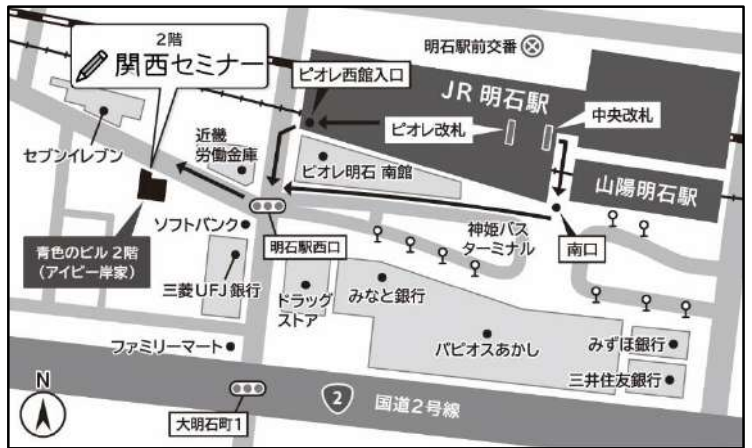 2階
関西セミナー
明石駅前交番
ピオレ西館入口
JR 明石駅
中央改札
ピオレ改札
セブンイレブン
近畿
労働金庫
ピオレ明石 南館
山陽明石駅
青色のビル 2階
(アイビー岸家)
ソフトバンク
明石駅西口
神姫バス
ターミナル
南口
三菱UFJ銀行
ドラッグ
ストア
みなと銀行
ファミリーマート
パピオスあかし
みずほ銀行
三井住友銀行
N
大明石町1
2
国道2号線